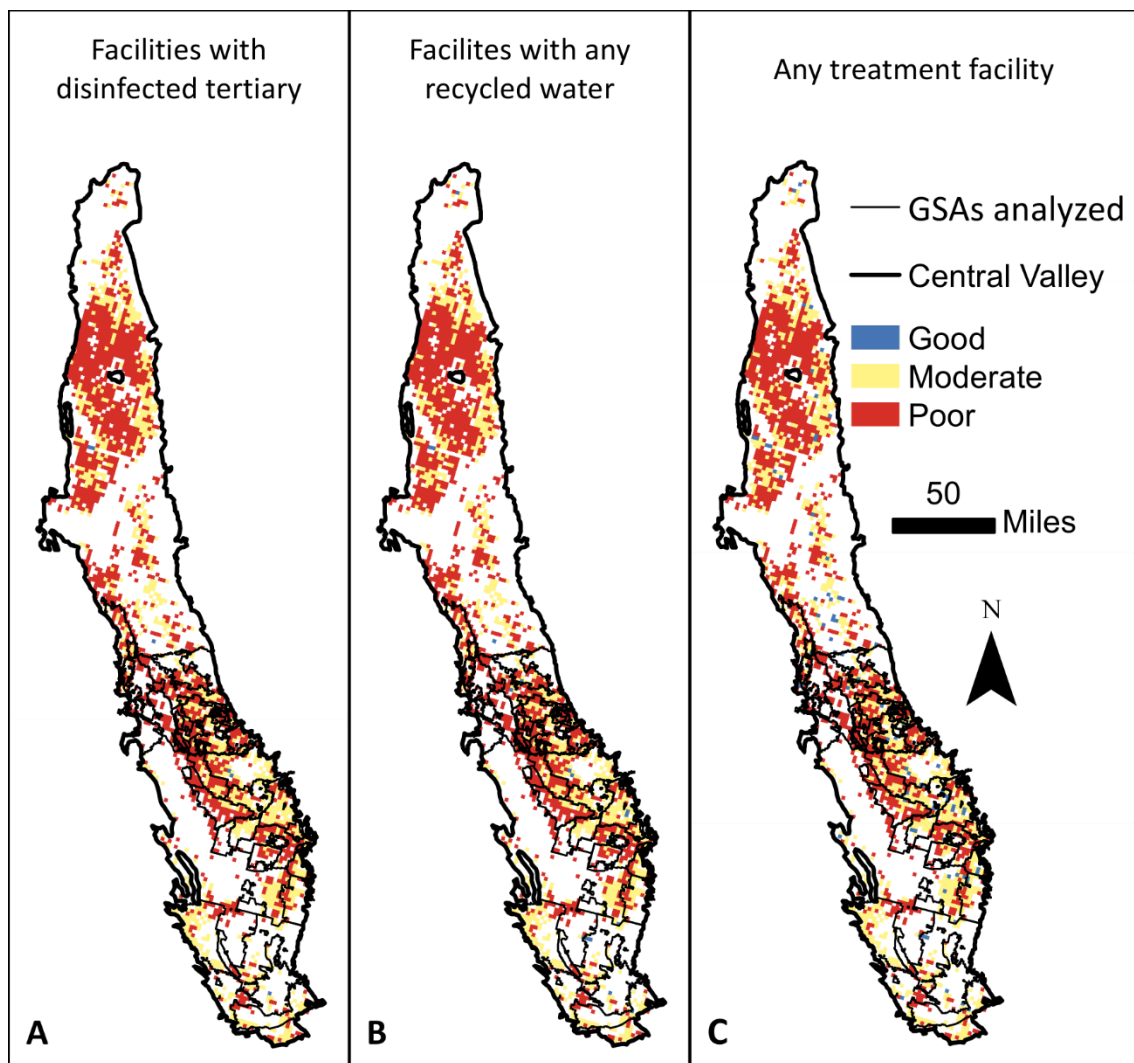 Facilities with
disinfected tertiary
Facilites with any
recycled water
Any treatment facility
GSAs analyzed
Central Valley
Good
Moderate
Poor
50
Miles
N
A
B
C